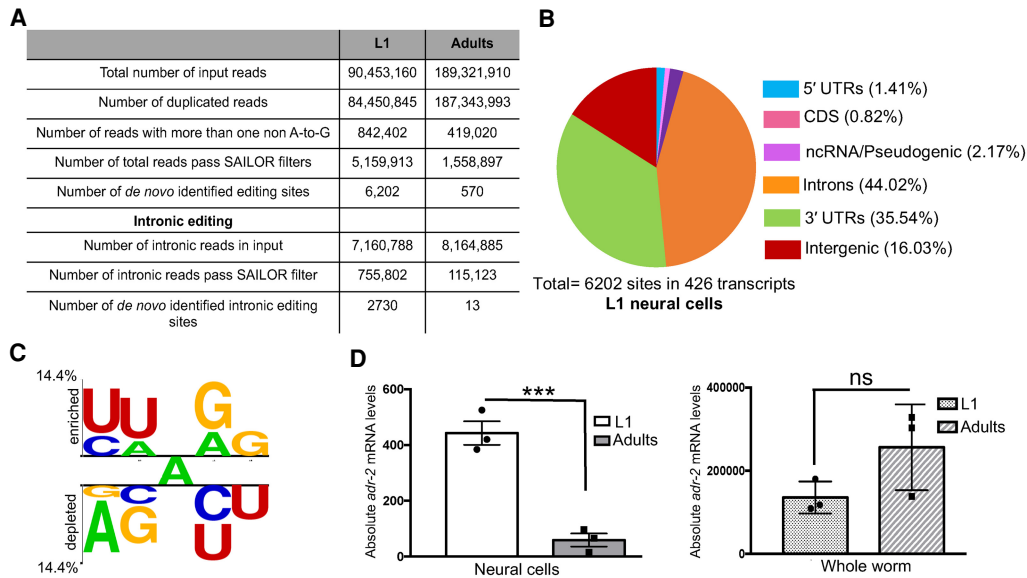 A
L1 Adults
Total number of input reads 90,453,160 189,321,910
Number of duplicated reads 84,450,845 187,343,993
Number of reads with more than one non A-to-G 842,402 419,020
Number of total reads pass SAILOR filters 5,159,913 1,558,897
Number of de novo identified editing sites 6,202 570
Intronic editing
Number of intronic reads in input 7,160,788 8,164,885
Number of intronic reads pass SAILOR filter 755,802 115,123
Number of de novo identified intronic editing 2730 13
sites
B
5′ UTRs (1.41%)
CDS (0.82%)
ncRNA/Pseudogenic (2.17%)
Introns (44.02%)
3′ UTRs (35.54%)
Intergenic (16.03%)
Total= 6202 sites in 426 transcripts
L1 neural cells
C
14.4%
enriched
U U G
C A A G
A
G C C U
A G U
depleted
14.4%
D
Absolute adr-2 mRNA levels
600
400
200
0
***
L1
Adults
Neural cells
Absolute adr-2 mRNA levels
400000
200000
0
ns
L1
Adults
Whole worm